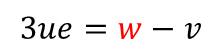 3ue = w − v